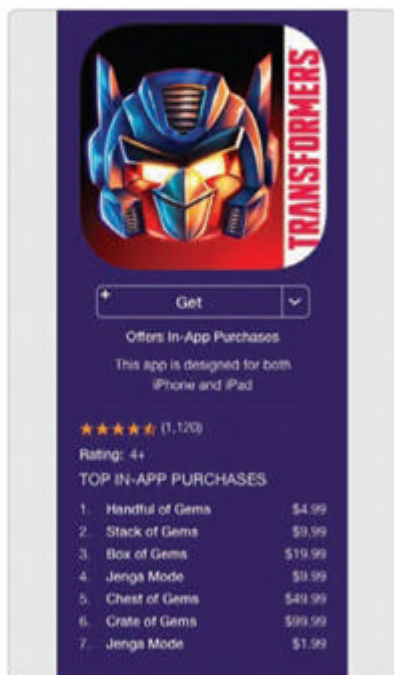 TRANSFORMERS
+ Get
Offers In-App Purchases
This app is designed for both
iPhone and iPad
(1,120)
Rating: 4+
TOP IN-APP PURCHASES
1. Handful of Gems $4.99
2. Stack of Gems $9.99
3. Box of Gems $19.99
4. Jenga Mode $9.99
5. Chest of Gems $49.99
6. Crate of Gems $99.99
7. Jenga Mode $1.99